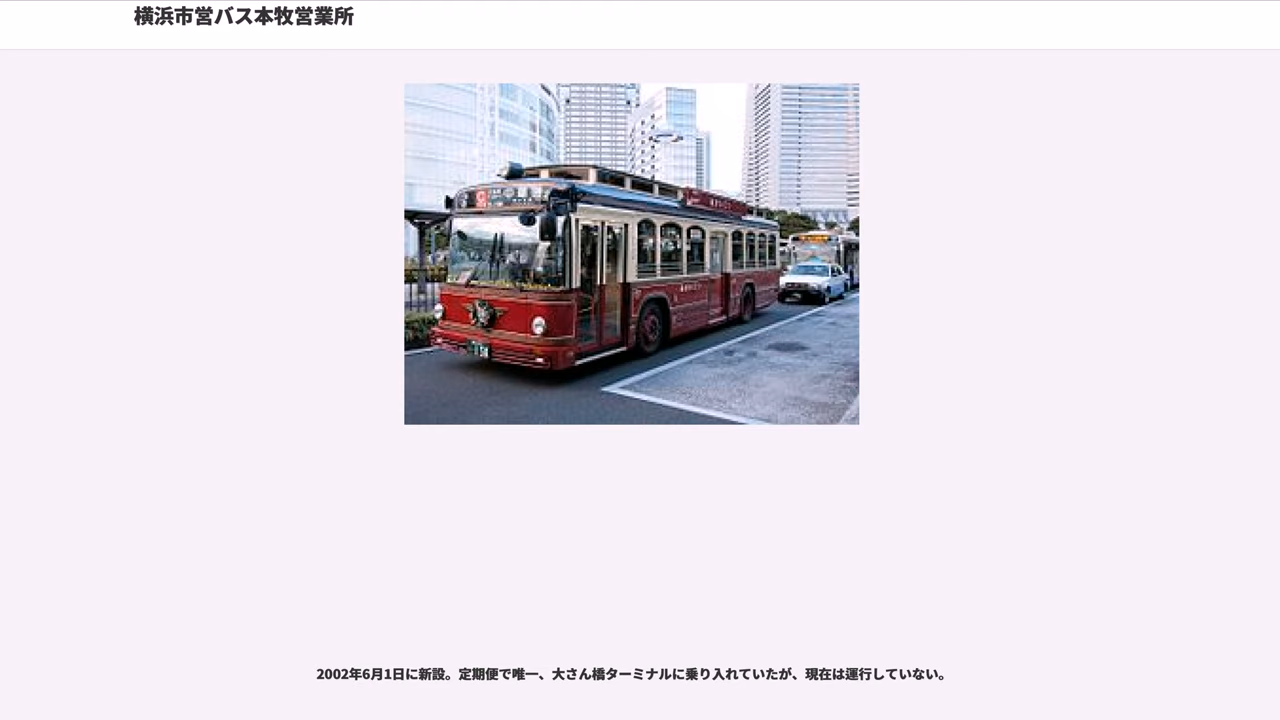 横浜市営バス本牧営業所
2002年6月1日に新設。定期便で唯一、大さん橋ターミナルに乗り入れていたが、現在は運行していない。